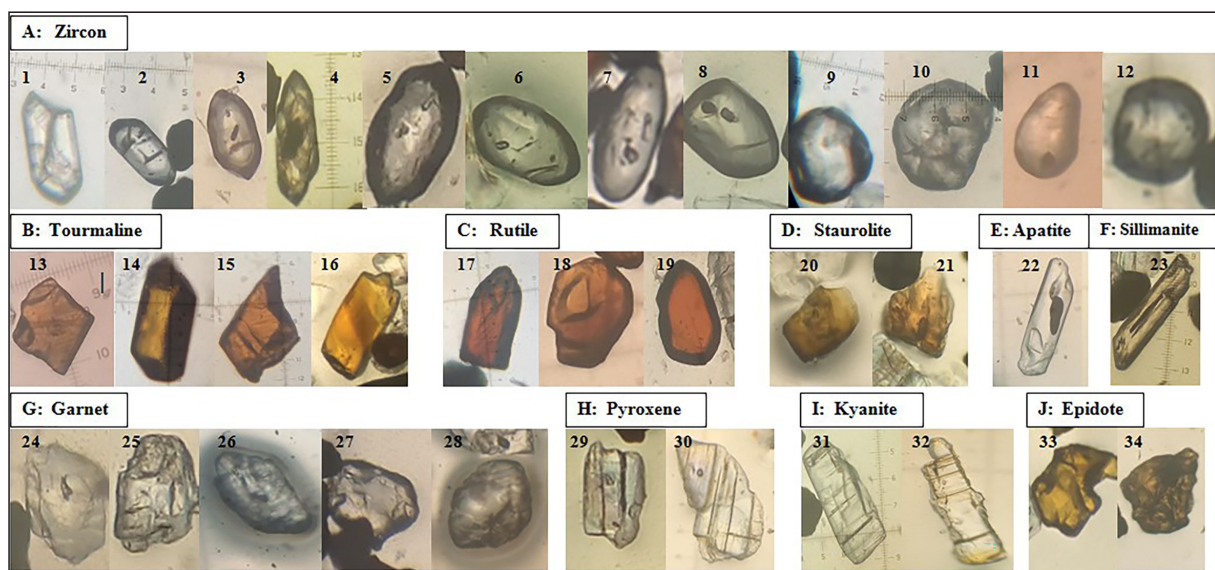 A: Zircon
1 2 3 4 5 6 7 8 9 10 11 12
B: Tourmaline
C: Rutile
D: Staurolite
E: Apatite
F: Sillimanite
13 14 15 16 17 18 19 20 21 22 23
G: Garnet
H: Pyroxene
I: Kyanite
J: Epidote
24 25 26 27 28 29 30 31 32 33 34